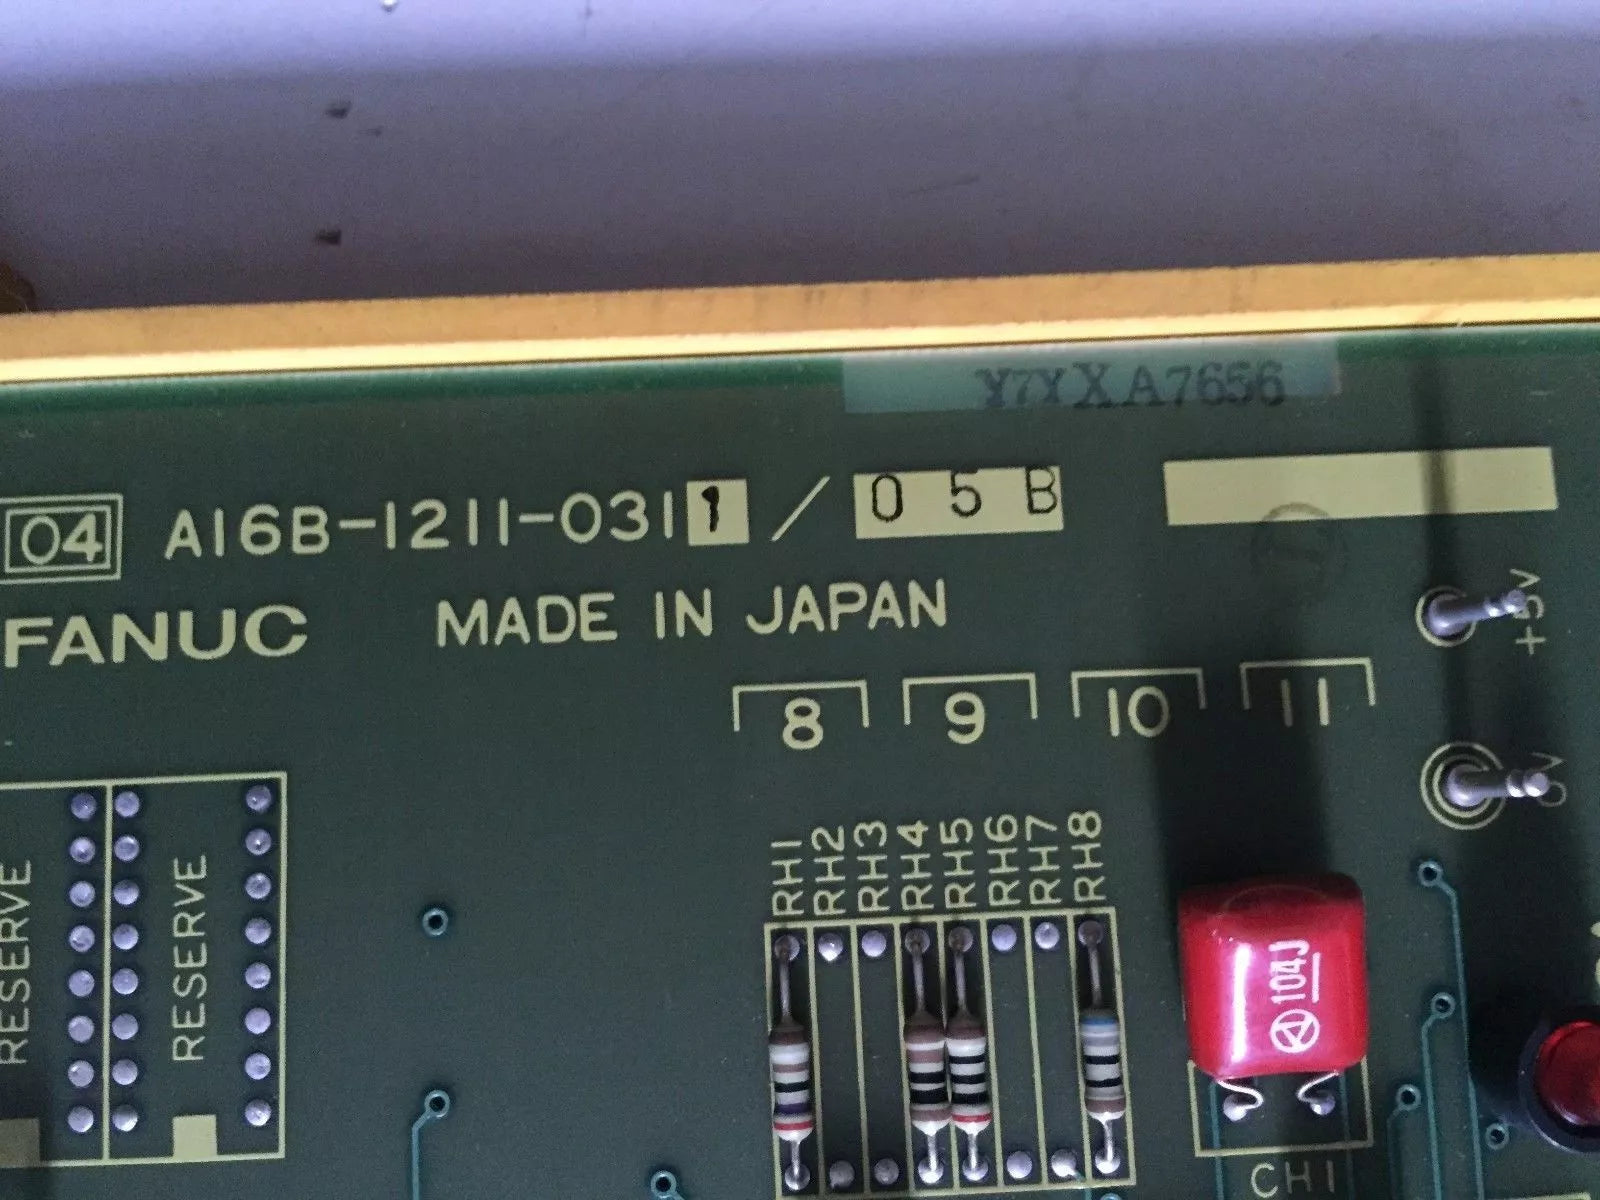 XA7656
04 A16B-1211-0311 / 05B
FANUC MADE IN JAPAN
+5V
8 9 10 11
0V
RH1 RH2 RH3 RH4 RH5 RH6 RH7 RH8
RESERVE
RESERVE
104J
CH1